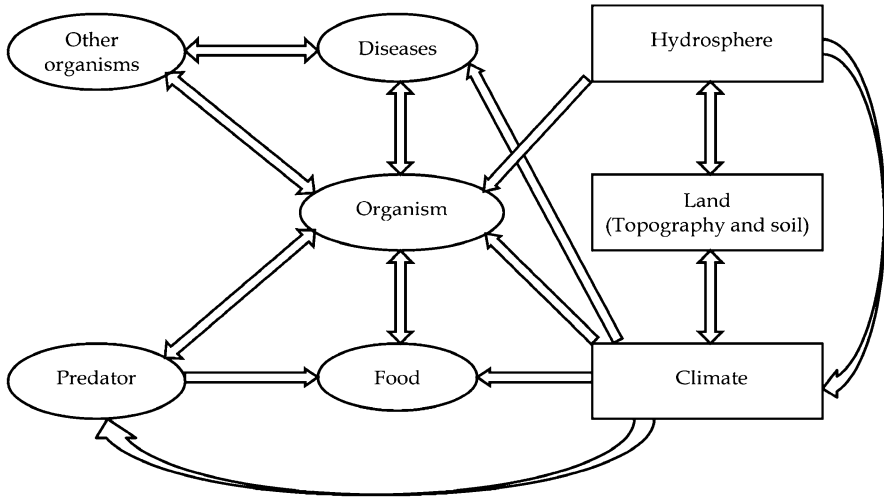 Other
organisms
Diseases
Hydrosphere
Organism
Land
(Topography and soil)
Predator
Food
Climate